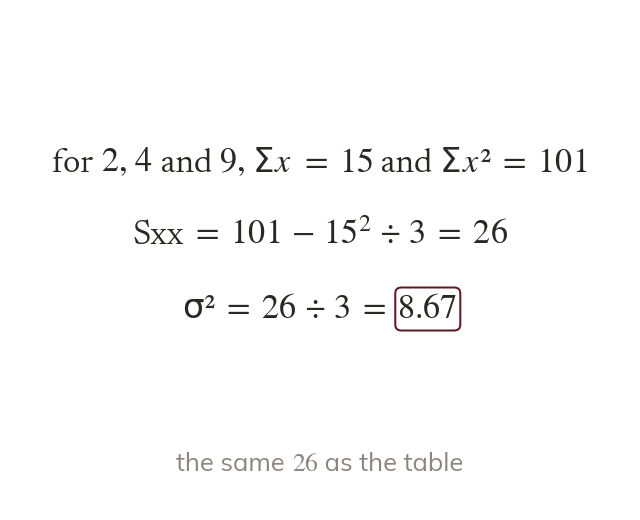 for 2, 4 and 9, Σx = 15 and Σx² = 101
Sxx = 101 − 15² ÷ 3 = 26
σ² = 26 ÷ 3 = 8.67
the same 26 as the table